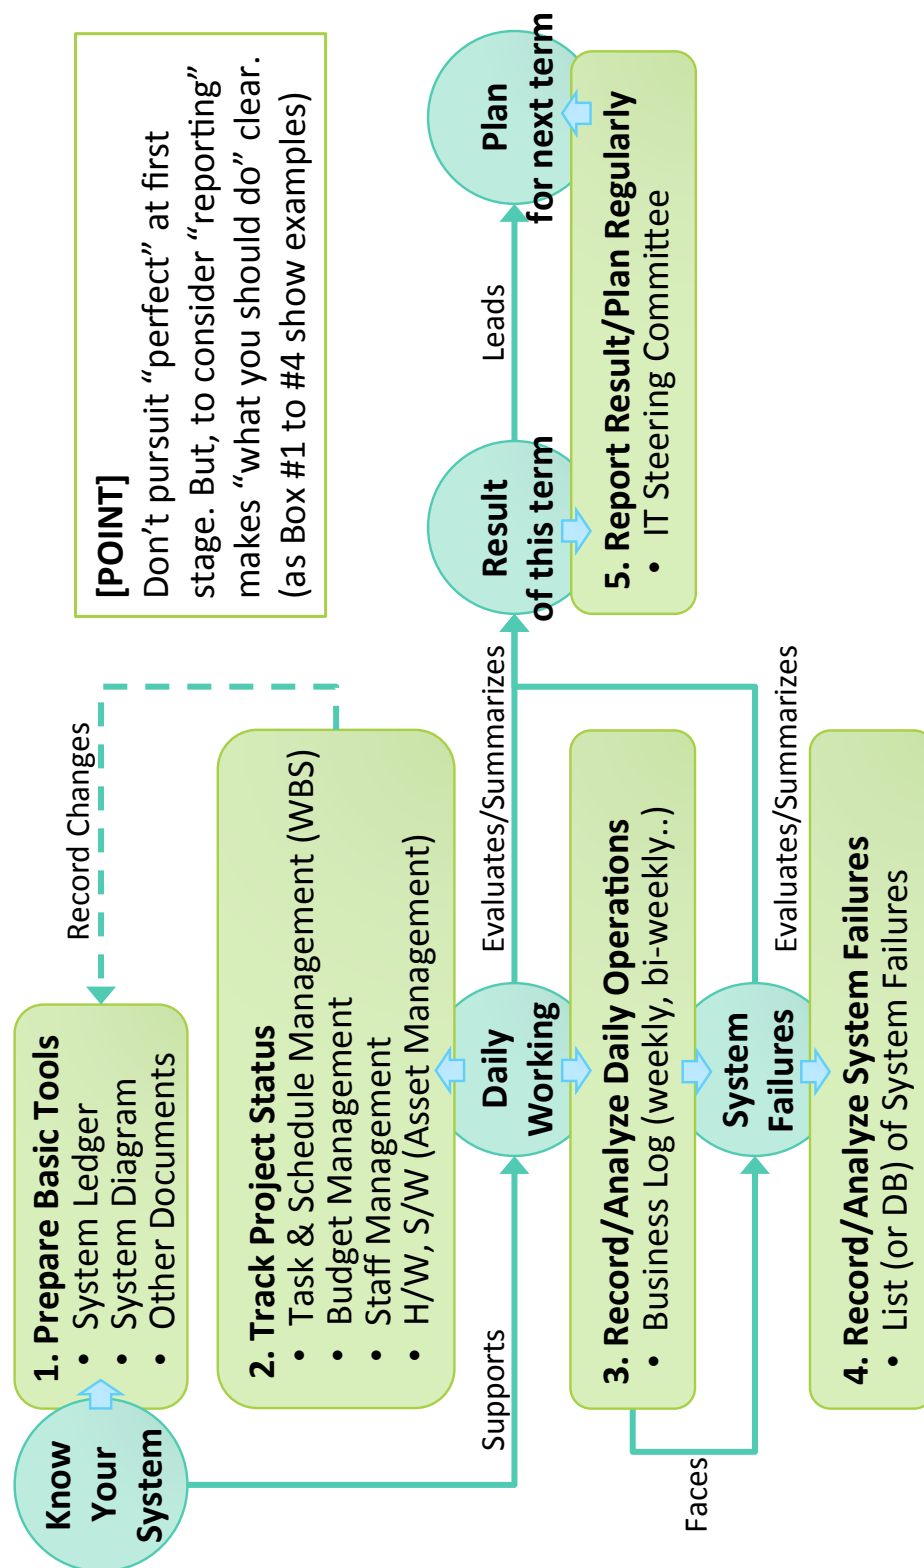 Know
Your
System
1. Prepare Basic Tools
• System Ledger
• System Diagram
• Other Documents
Record Changes
[POINT]
Don’t pursuit “perfect” at first
stage. But, to consider “reporting”
makes “what you should do” clear.
(as Box #1 to #4 show examples)
2. Track Project Status
• Task & Schedule Management (WBS)
• Budget Management
• Staff Management
• H/W, S/W (Asset Management)
Supports
Daily
Working
Evaluates/Summarizes
Result
of this term
Leads
Plan
for next term
3. Record/Analyze Daily Operations
• Business Log (weekly, bi-weekly..)
5. Report Result/Plan Regularly
• IT Steering Committee
Faces
System
Failures
Evaluates/Summarizes
4. Record/Analyze System Failures
• List (or DB) of System Failures